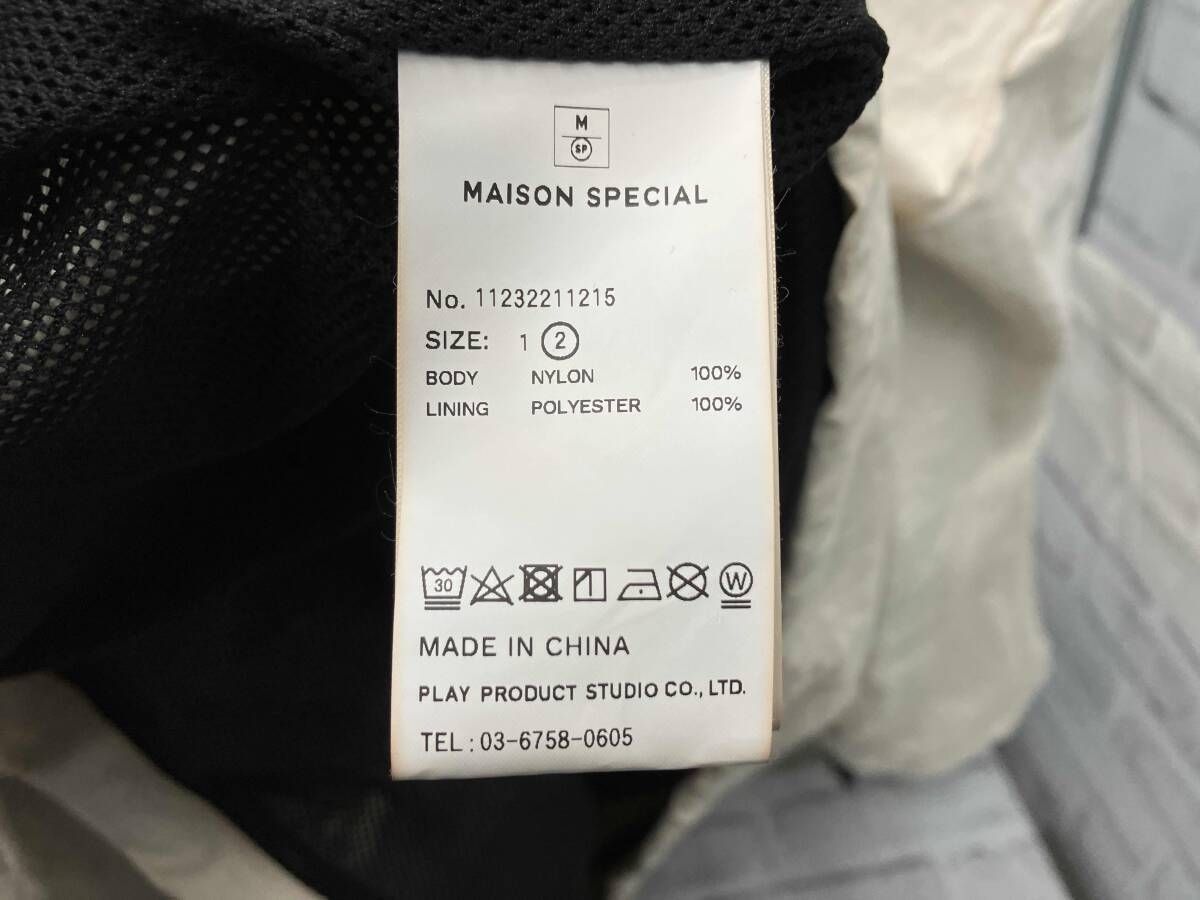 M
SP
MAISON SPECIAL
No. 11232211215
SIZE: 1 2
BODY NYLON 100%
LINING POLYESTER 100%
30 W
MADE IN CHINA
PLAY PRODUCT STUDIO CO., LTD.
TEL : 03-6758-0605